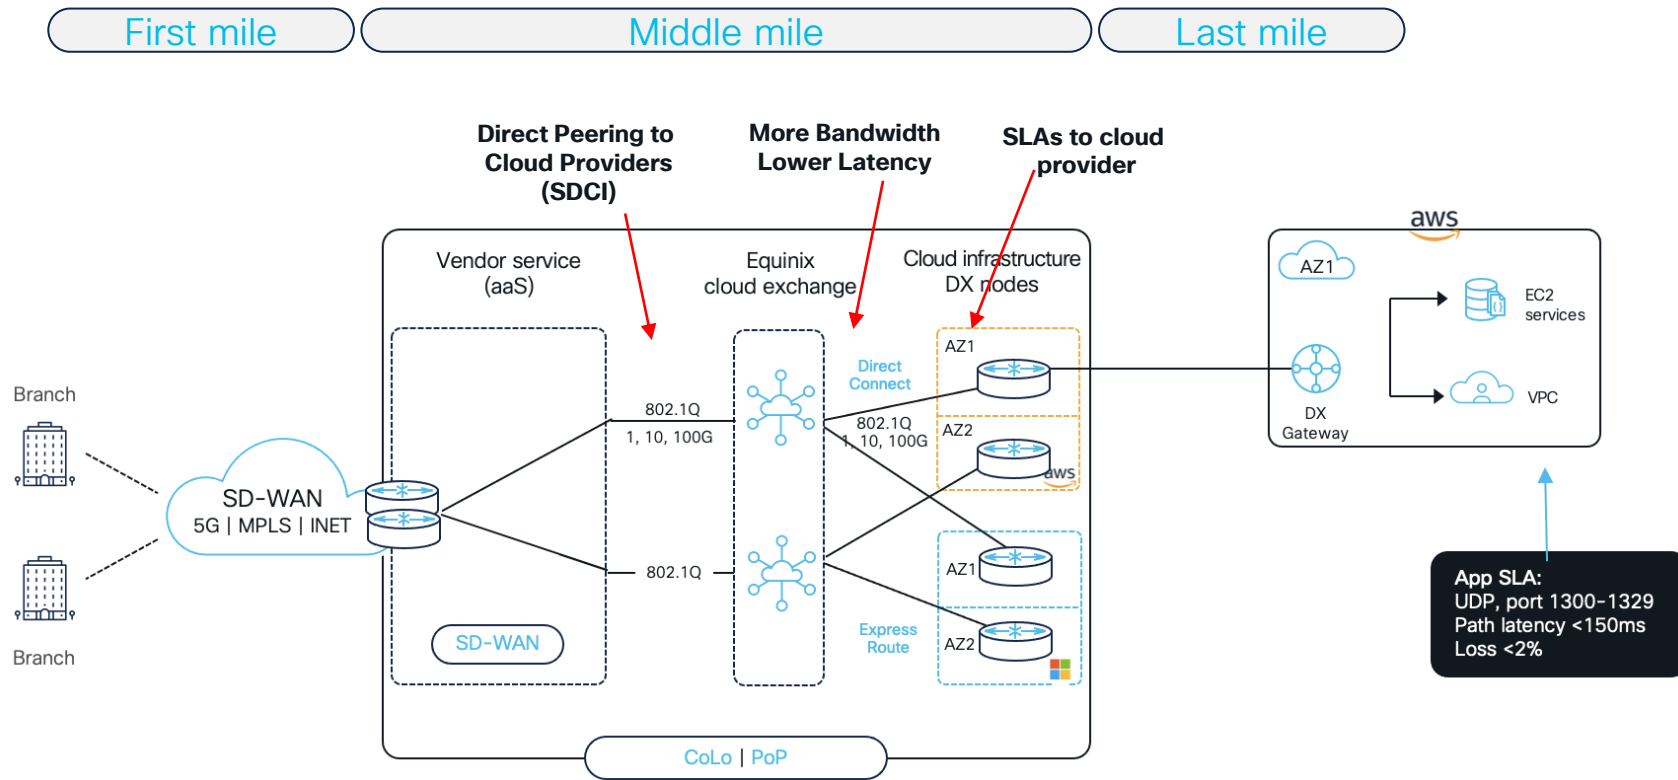 First mile
Middle mile
Last mile
Direct Peering to
Cloud Providers
(SDCI)
More Bandwidth
Lower Latency
SLAs to cloud
provider
Vendor service
(aaS)
Equinix
cloud exchange
Cloud infrastructure
DX nodes
aws
AZ1
EC2
services
DX
Gateway
VPC
Branch
Branch
SD-WAN
5G | MPLS | INET
802.1Q
1, 10, 100G
802.1Q
SD-WAN
Direct
Connect
802.1Q
1, 10, 100G
AZ1
AZ2
aws
Express
Route
AZ1
AZ2
App SLA:
UDP, port 1300-1329
Path latency <150ms
Loss <2%
CoLo | PoP